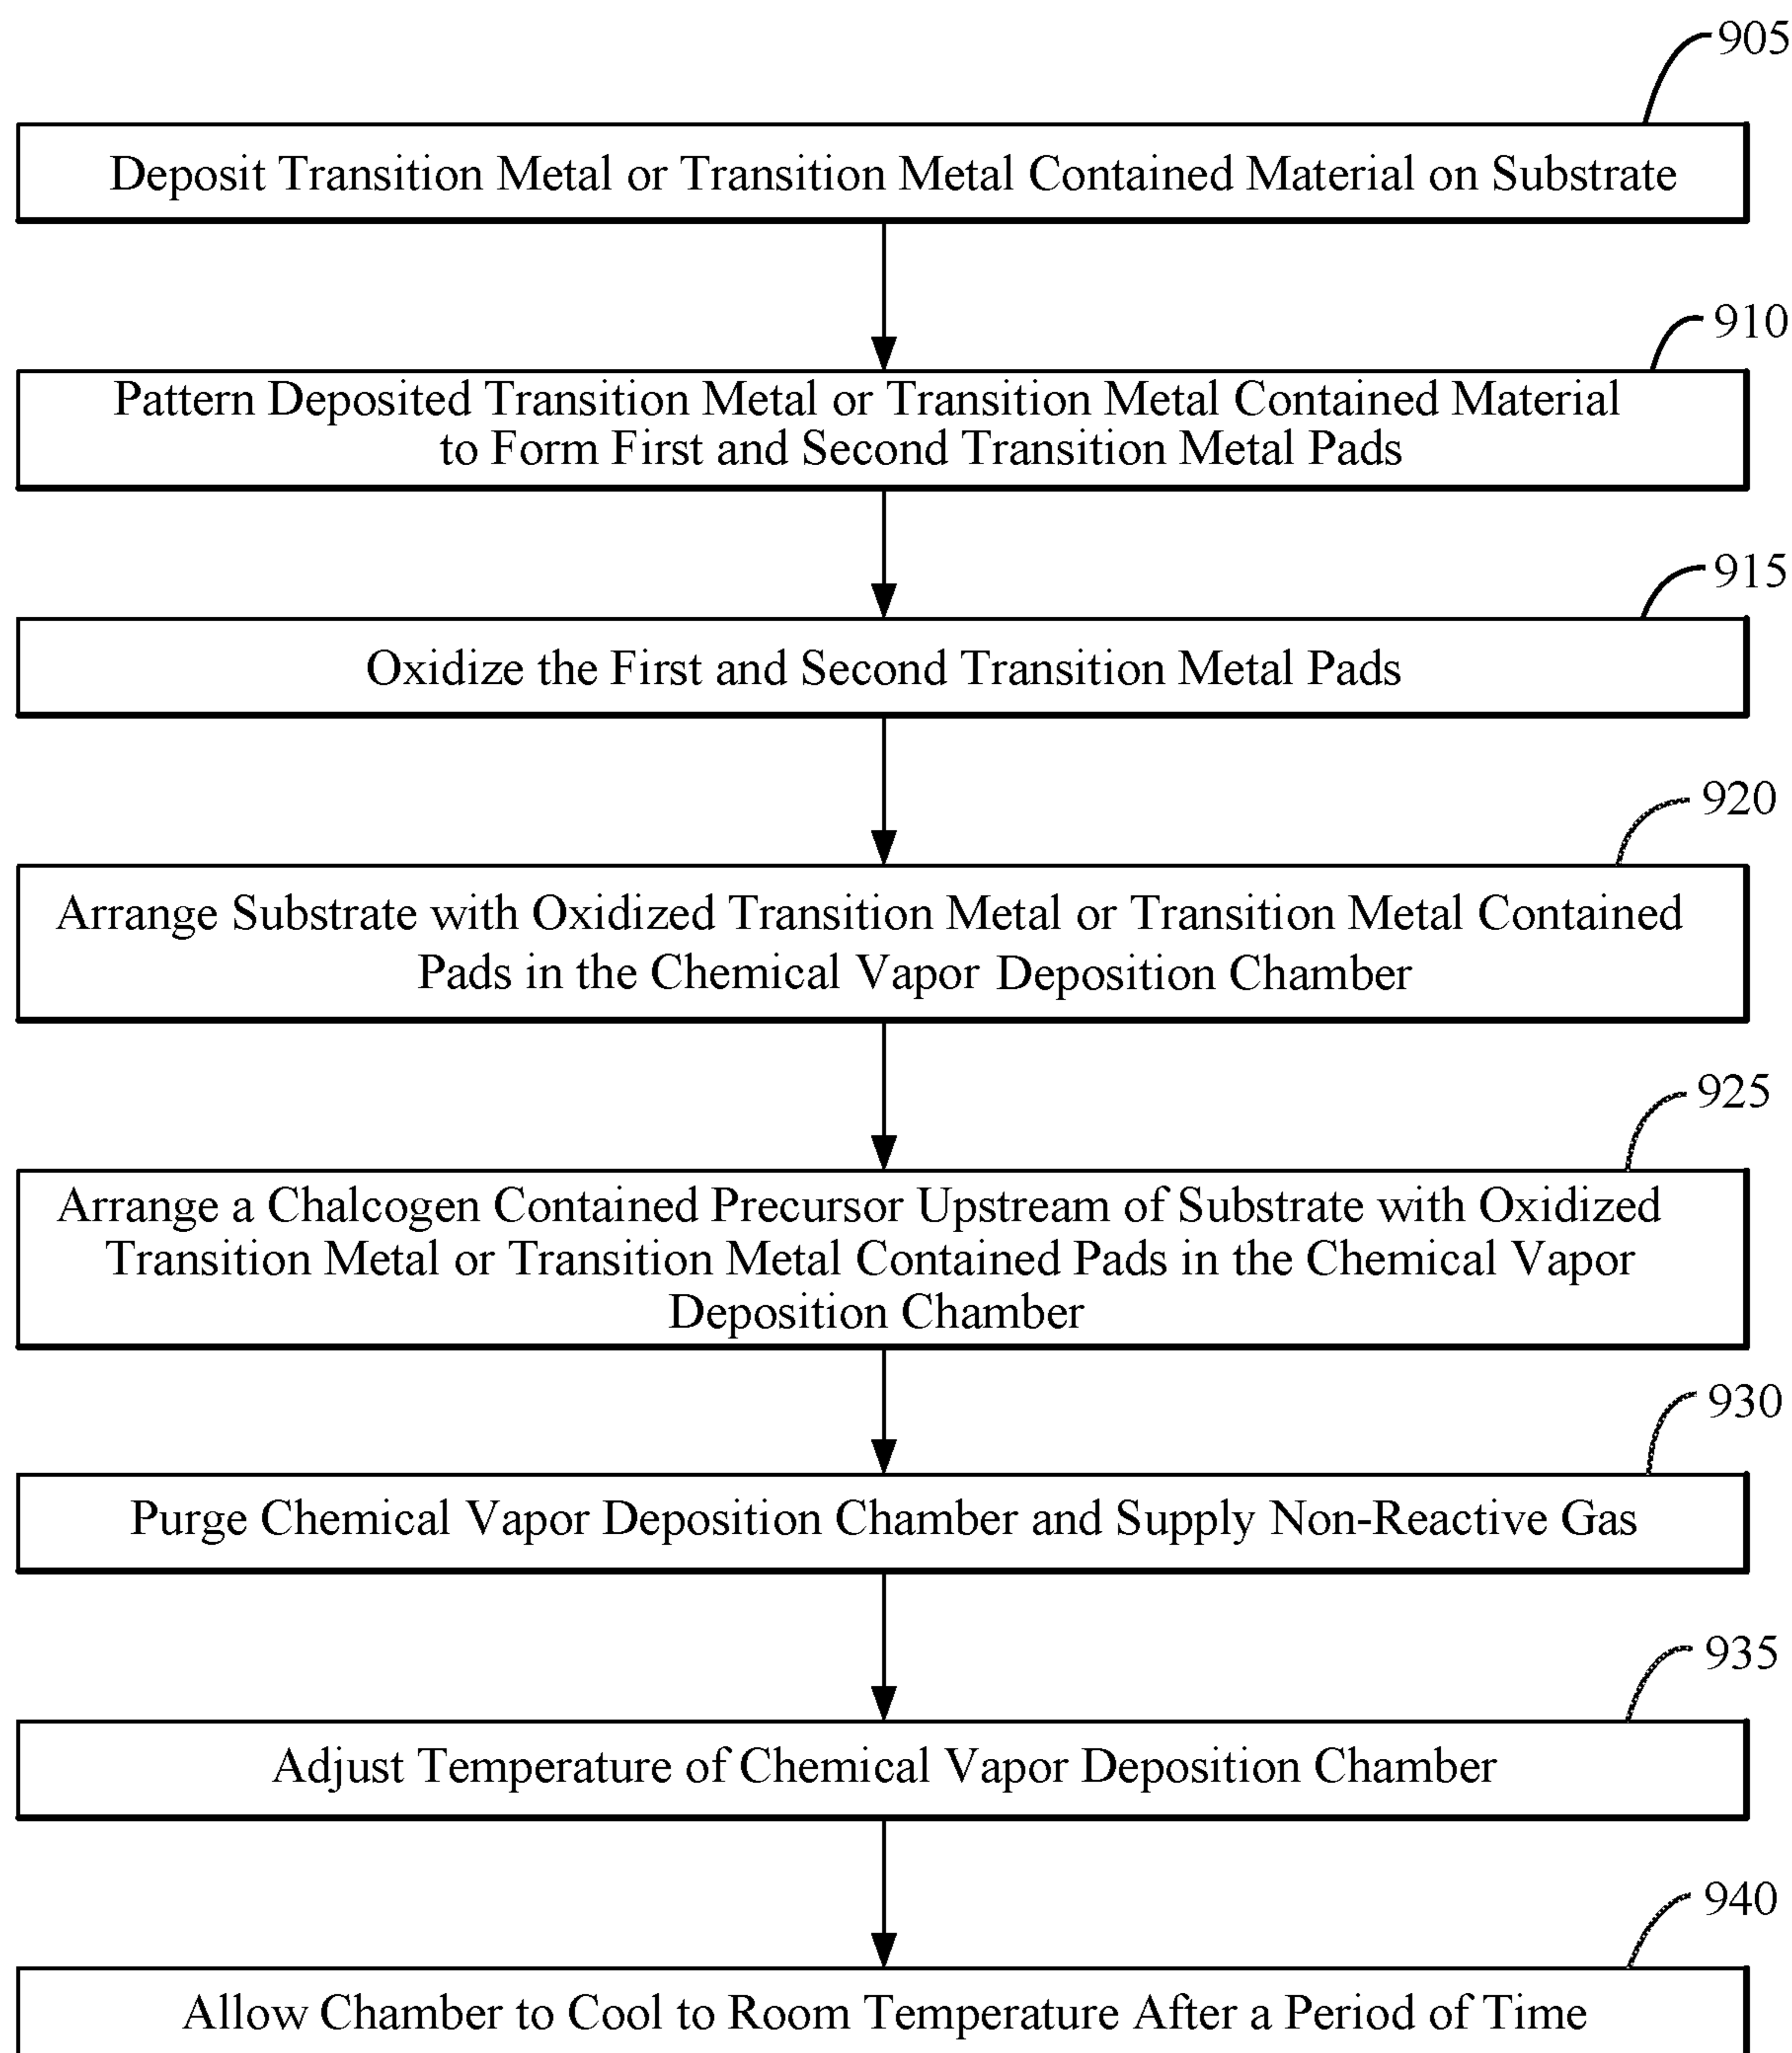 905
Deposit Transition Metal or Transition Metal Contained Material on Substrate
910
Pattern Deposited Transition Metal or Transition Metal Contained Material
to Form First and Second Transition Metal Pads
915
Oxidize the First and Second Transition Metal Pads
920
Arrange Substrate with Oxidized Transition Metal or Transition Metal Contained
Pads in the Chemical Vapor Deposition Chamber
925
Arrange a Chalcogen Contained Precursor Upstream of Substrate with Oxidized
Transition Metal or Transition Metal Contained Pads in the Chemical Vapor
Deposition Chamber
930
Purge Chemical Vapor Deposition Chamber and Supply Non-Reactive Gas
935
Adjust Temperature of Chemical Vapor Deposition Chamber
940
Allow Chamber to Cool to Room Temperature After a Period of Time